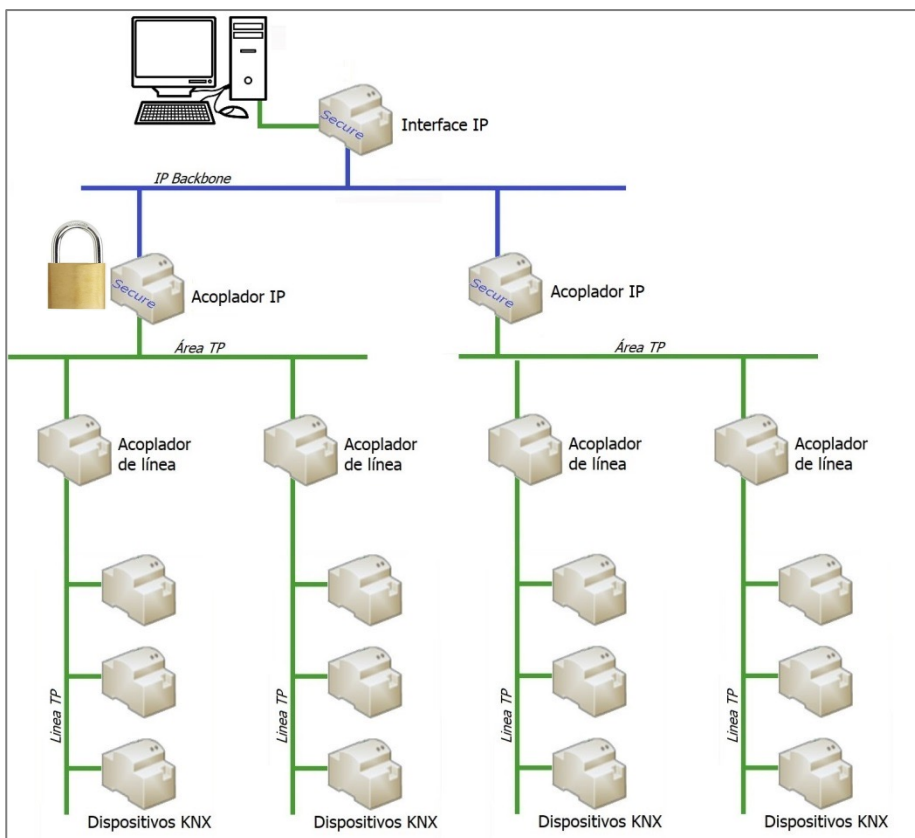 Secure
Interface IP
IP Backbone
Secure
Acoplador IP
Secure
Acoplador IP
Área TP
Área TP
Acoplador
de línea
Acoplador
de línea
Acoplador
de línea
Acoplador
de línea
Línea TP
Línea TP
Línea TP
Línea TP
Dispositivos KNX
Dispositivos KNX
Dispositivos KNX
Dispositivos KNX